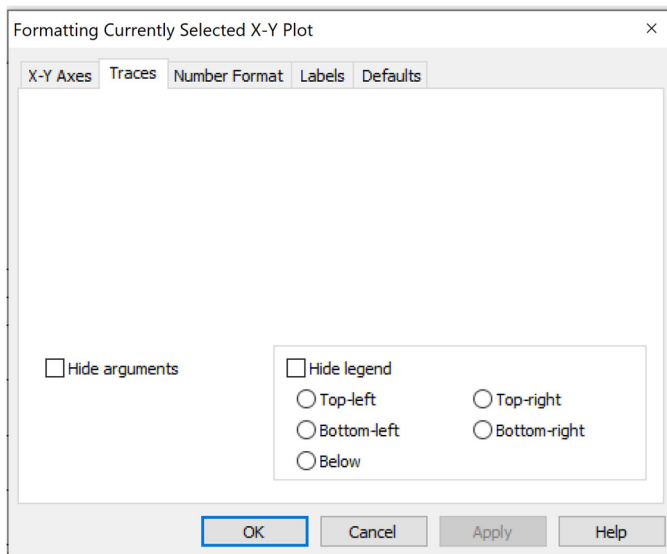 Formatting Currently Selected X-Y Plot
X-Y Axes Traces Number Format Labels Defaults
Hide arguments
Hide legend
Top-left Top-right
Bottom-left Bottom-right
Below
OK Cancel Apply Help